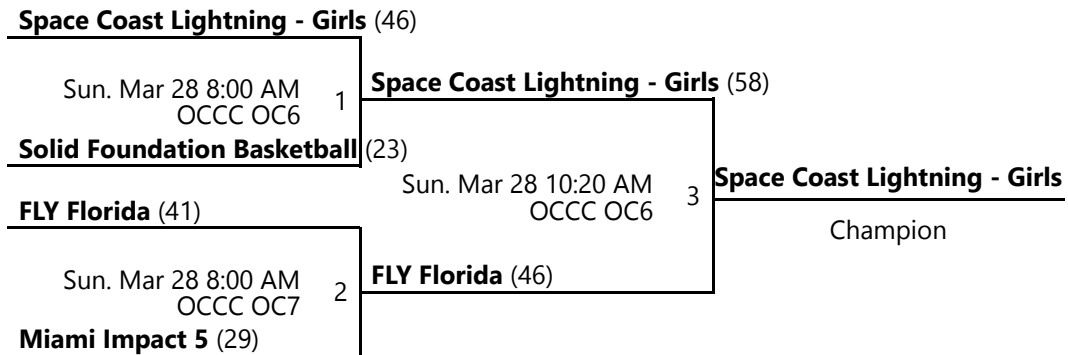 Space Coast Lightning - Girls (46)
Sun. Mar 28 8:00 AM
OCCC OC6
1
Space Coast Lightning - Girls (58)
Solid Foundation Basketball (23)
Sun. Mar 28 10:20 AM
OCCC OC6
3
Space Coast Lightning - Girls
Champion
FLY Florida (41)
Sun. Mar 28 8:00 AM
OCCC OC7
2
FLY Florida (46)
Miami Impact 5 (29)